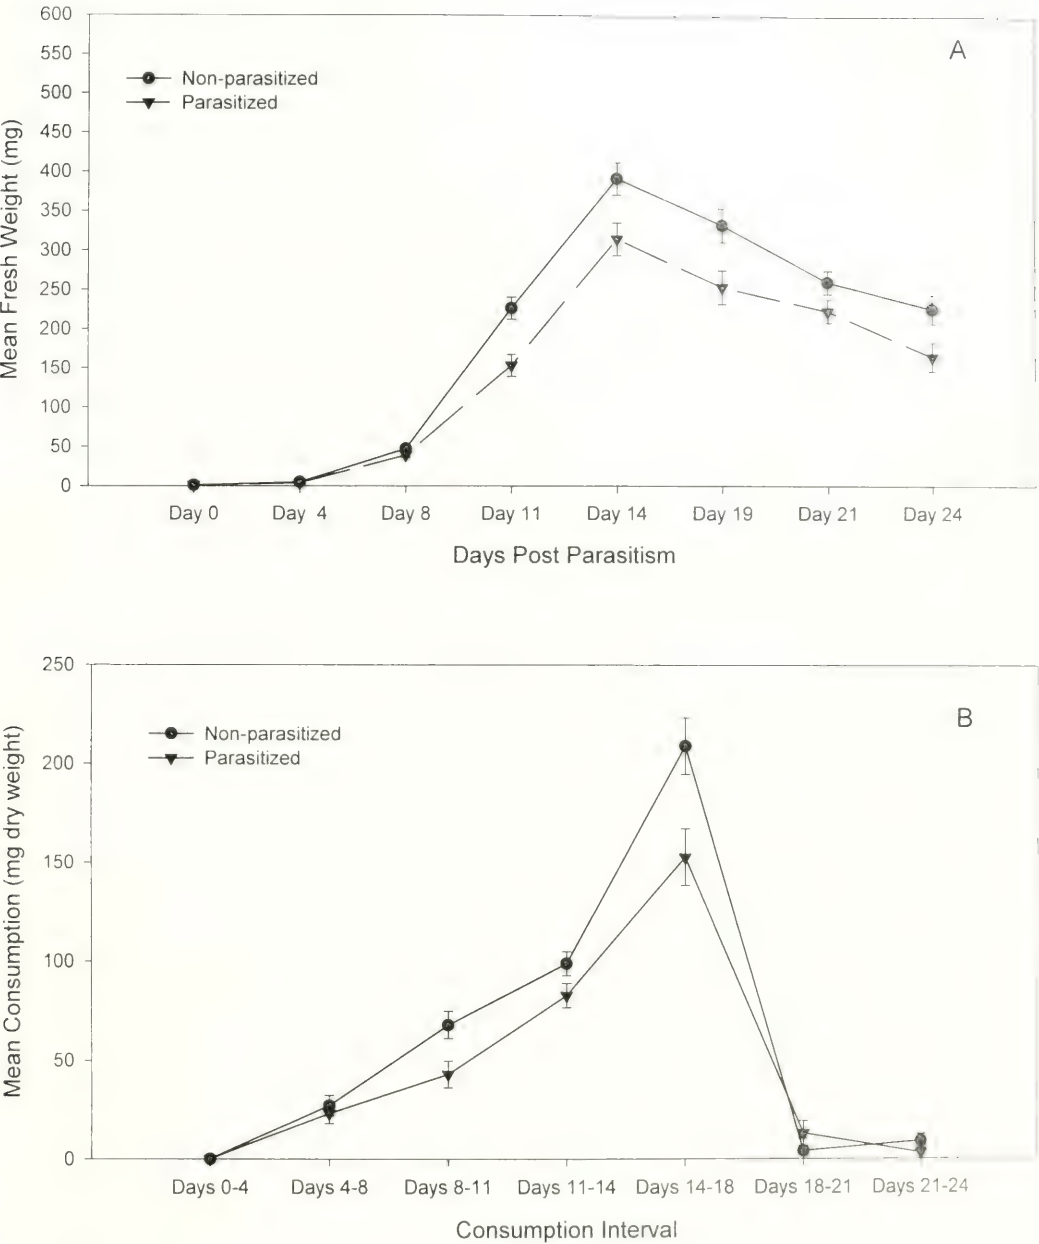 A
Non-parasitized
Parasitized
600
550
500
450
400
350
300
250
200
150
100
50
0
Mean Fresh Weight (mg)
Day 0 Day 4 Day 8 Day 11 Day 14 Day 19 Day 21 Day 24
Days Post Parasitism
B
Non-parasitized
Parasitized
250
200
150
100
50
0
Mean Consumption (mg dry weight)
Days 0-4 Days 4-8 Days 8-11 Days 11-14 Days 14-18 Days 18-21 Days 21-24
Consumption Interval